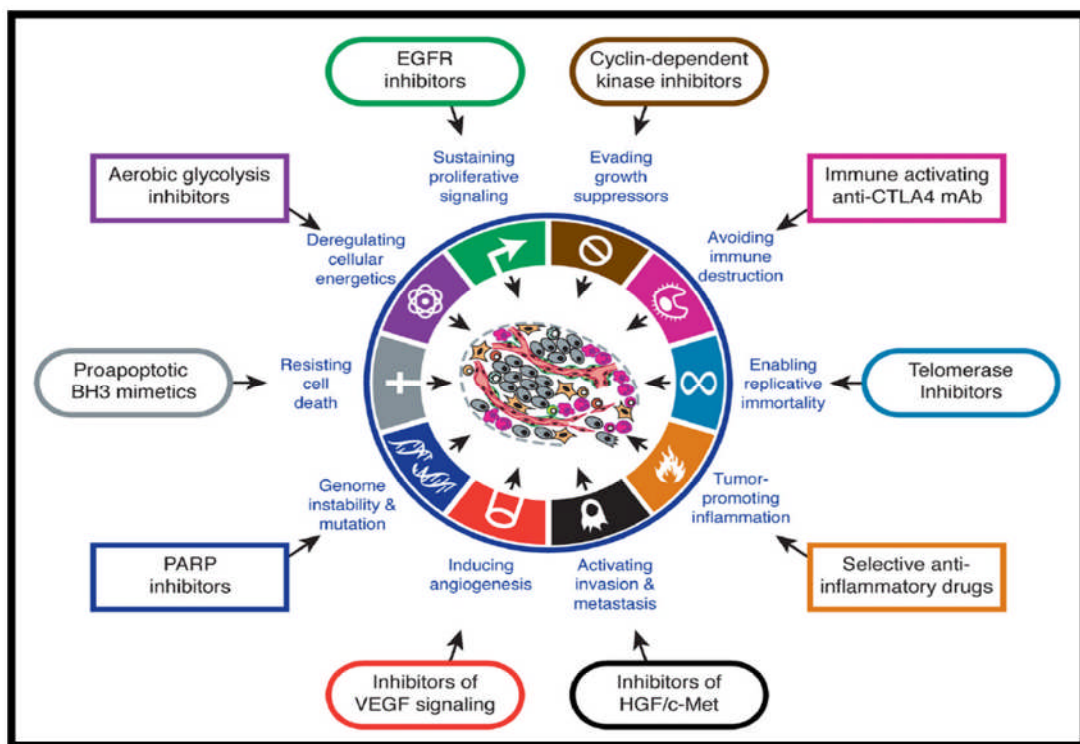 EGFR
inhibitors
Cyclin-dependent
kinase inhibitors
Sustaining
proliferative
signaling
Evading
growth
suppressors
Aerobic glycolysis
inhibitors
Immune activating
anti-CTLA4 mAb
Deregulating
cellular
energetics
Avoiding
immune
destruction
Proapoptotic
BH3 mimetics
Resisting
cell
death
Enabling
replicative
immortality
Telomerase
Inhibitors
Genome
instability &
mutation
Tumor-
promoting
inflammation
PARP
inhibitors
Inducing
angiogenesis
Activating
invasion &
metastasis
Selective anti-
inflammatory drugs
Inhibitors of
VEGF signaling
Inhibitors of
HGF/c-Met